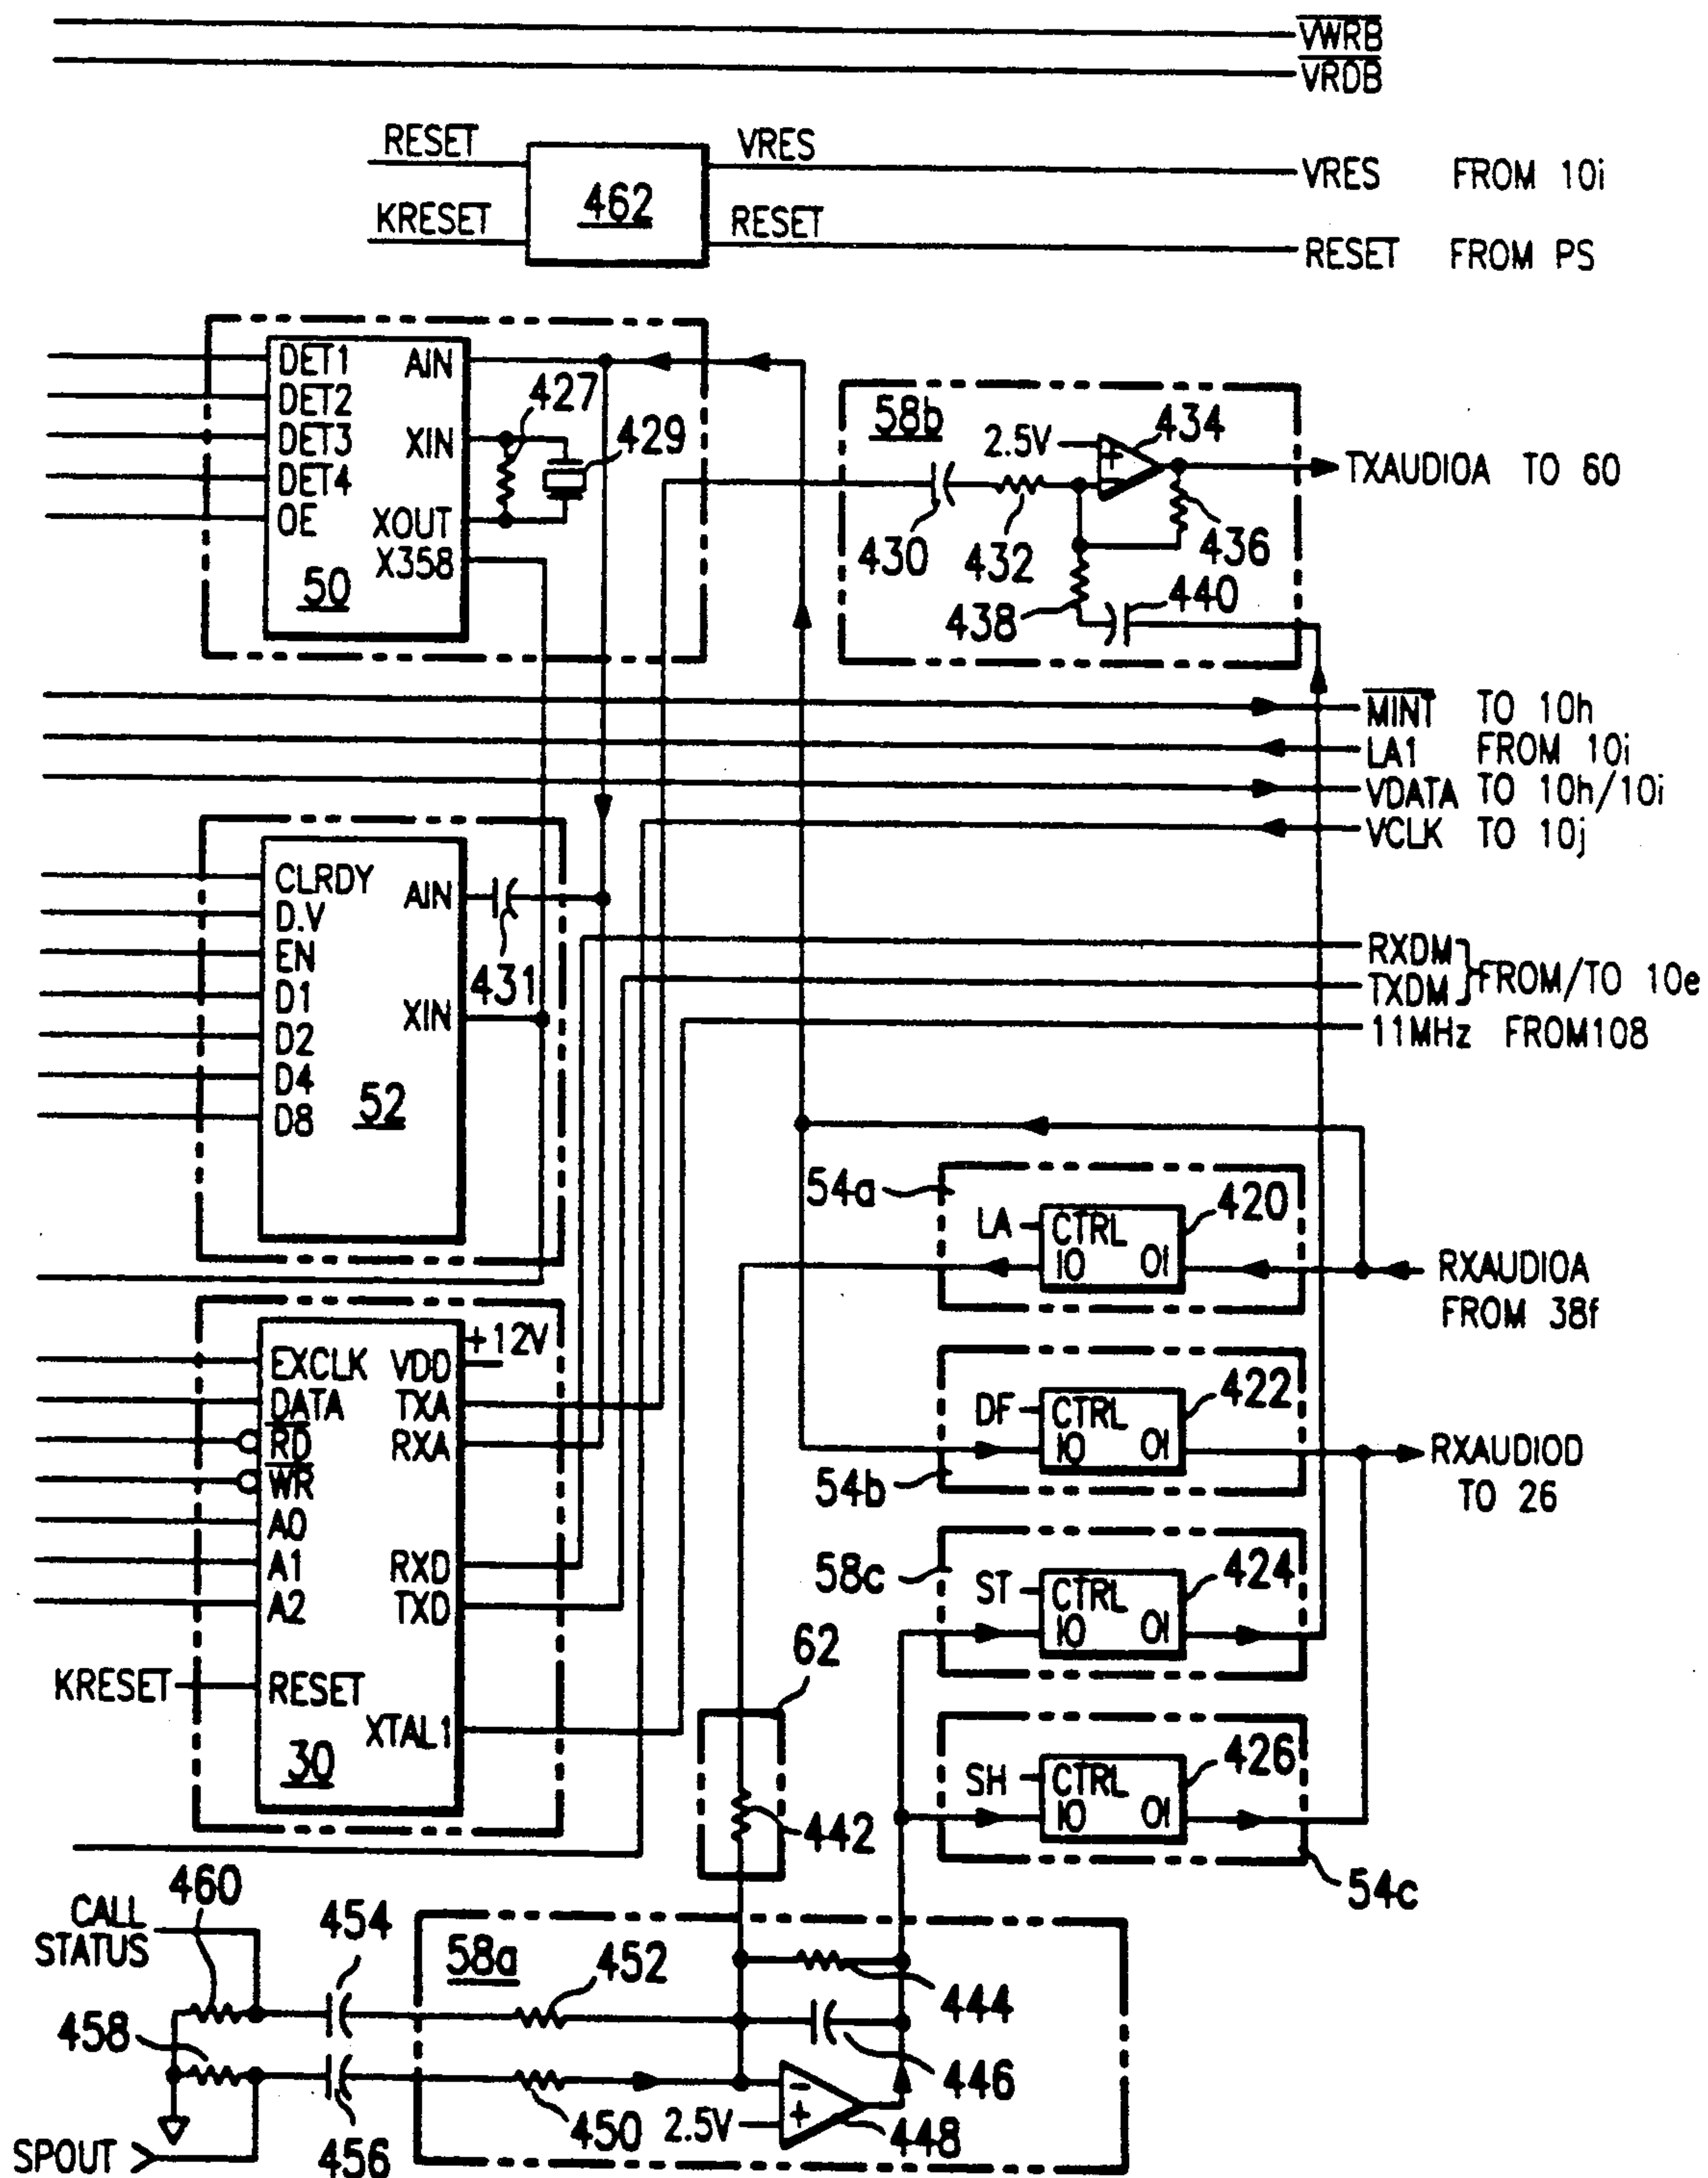 VWRB
VRDB
RESET VRES VRES FROM 10i
462
KRESET RESET RESET FROM PS
DET1 AIN
DET2 427
DET3 XIN 429
DET4
OE XOUT
X358
50
58b
2.5V + 434
- TXAUDIOA TO 60
430 432 436
438 440
MINT TO 10h
LA1 FROM 10i
VDATA TO 10h/10i
VCLK TO 10j
CLRDY AIN
D.V
EN 431
D1 XIN
D2
D4 52
D8
RXDM
TXDM FROM/TO 10e
11MHz FROM108
54a LA CTRL 420
IO OI RXAUDIOA
FROM 38f
+12V
EXCLK VDD
DATA TXA
RD RXA
WR
A0
A1 RXD
A2 TXD
KRESET RESET
XTAL1
30
DF CTRL 422
IO OI RXAUDIOD
54b TO 26
58c ST CTRL 424
IO OI
62
SH CTRL 426
IO OI
442
54c
460
CALL
STATUS
454
58a 452
444
458
446
450 2.5V - + 448
SPOUT 456